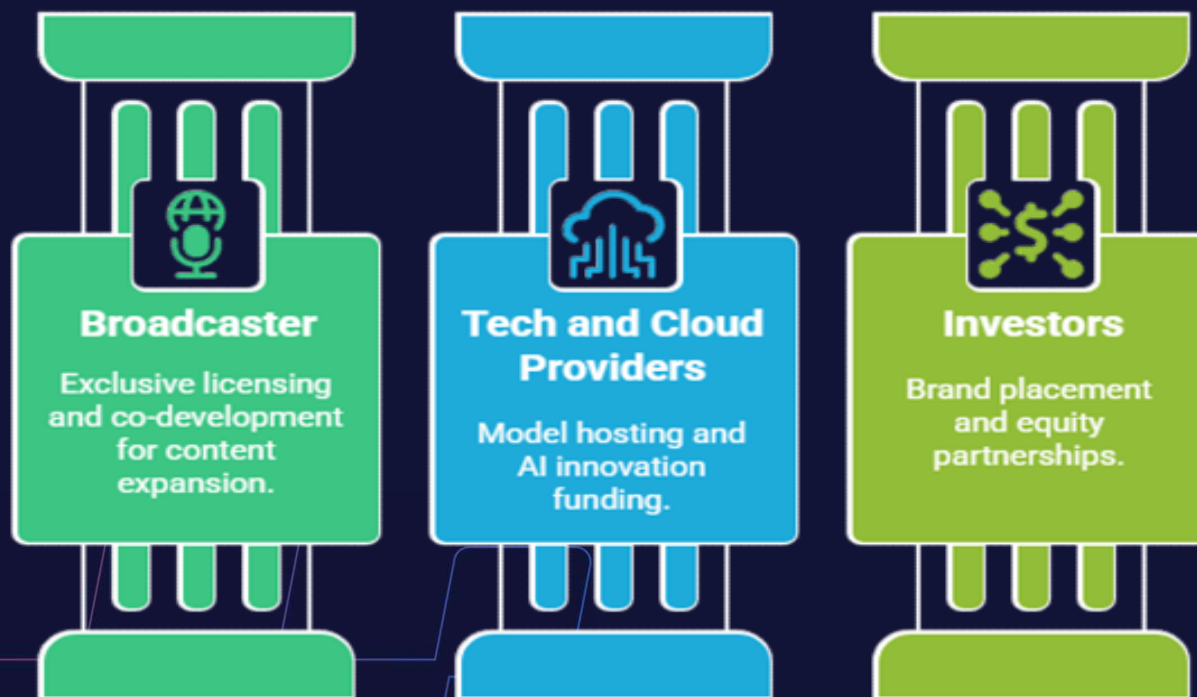 Broadcaster
Exclusive licensing
and co-development
for content
expansion.
Tech and Cloud
Providers
Model hosting and
AI innovation
funding.
Investors
Brand placement
and equity
partnerships.